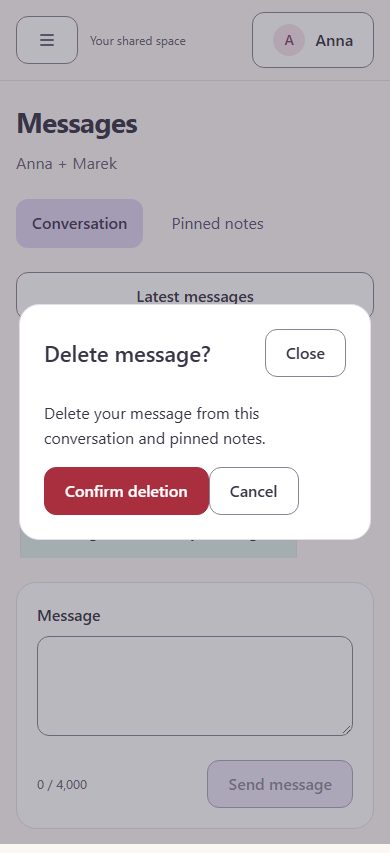 Your shared space
A
Anna
Messages
Anna + Marek
Conversation
Pinned notes
Latest messages
Delete message?
Close
Delete your message from this
conversation and pinned notes.
Confirm deletion
Cancel
Message
0 / 4,000
Send message